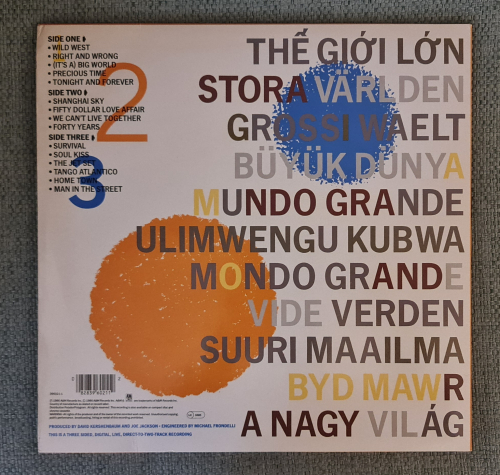 SIDE ONE
• WILD WEST
• RIGHT AND WRONG
• (IT'S A) BIG WORLD
• PRECIOUS TIME
• TONIGHT AND FOREVER
SIDE TWO
• SHANGHAI SKY
• FIFTY DOLLAR LOVE AFFAIR
• WE CAN'T LIVE TOGETHER
• FORTY YEARS
SIDE THREE
• SURVIVAL
• SOUL KISS
• THE JET SET
• TANGO ATLANTICO
• HOME TOWN
• MAN IN THE STREET
2
3
THẾ GIỚI LỚN
STORA VÄRLDEN
GROSSI WAELT
BÜYÜK DÜNYA
MUNDO GRANDE
ULIMWENGU KUBWA
MONDO GRANDE
VIDE VERDEN
SUURI MAAILMA
BYD MAWR
A NAGY VILÁG
PRODUCED BY DAVID KERSHENBAUM AND JOE JACKSON • ENGINEERED BY MICHAEL FRONDELLI
THIS IS A THREE SIDED, DIGITAL, LIVE, DIRECT-TO-TWO-TRACK RECORDING